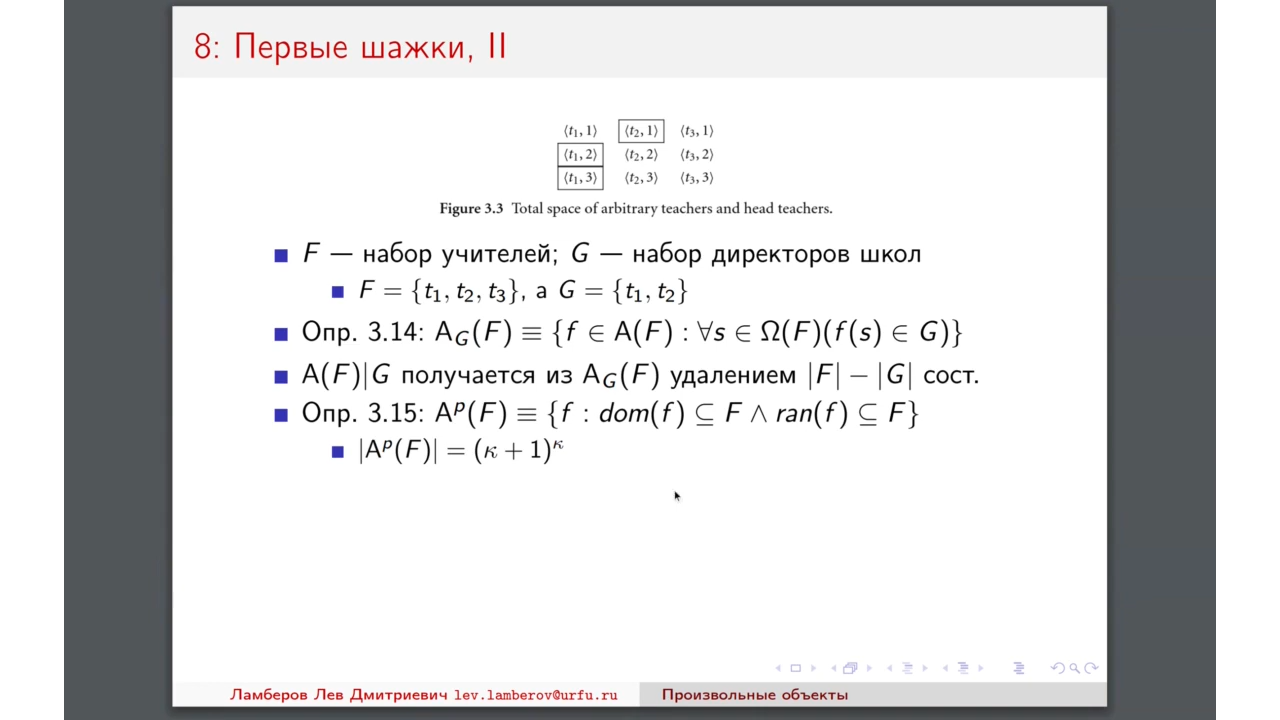 8: Первые шажки, II
⟨t₁, 1⟩ ⟨t₂, 1⟩ ⟨t₃, 1⟩
⟨t₁, 2⟩ ⟨t₂, 2⟩ ⟨t₃, 2⟩
⟨t₁, 3⟩ ⟨t₂, 3⟩ ⟨t₃, 3⟩
Figure 3.3 Total space of arbitrary teachers and head teachers.
F — набор учителей; G — набор директоров школ
F = {t₁, t₂, t₃}, а G = {t₁, t₂}
Опр. 3.14: A_G(F) ≡ {f ∈ A(F) : ∀s ∈ Ω(F)(f(s) ∈ G)}
A(F)|G получается из A_G(F) удалением |F| − |G| сост.
Опр. 3.15: Aᵖ(F) ≡ {f : dom(f) ⊆ F ∧ ran(f) ⊆ F}
|Aᵖ(F)| = (κ + 1)^κ
Ламберов Лев Дмитриевич lev.lamberov@urfu.ru
Произвольные объекты